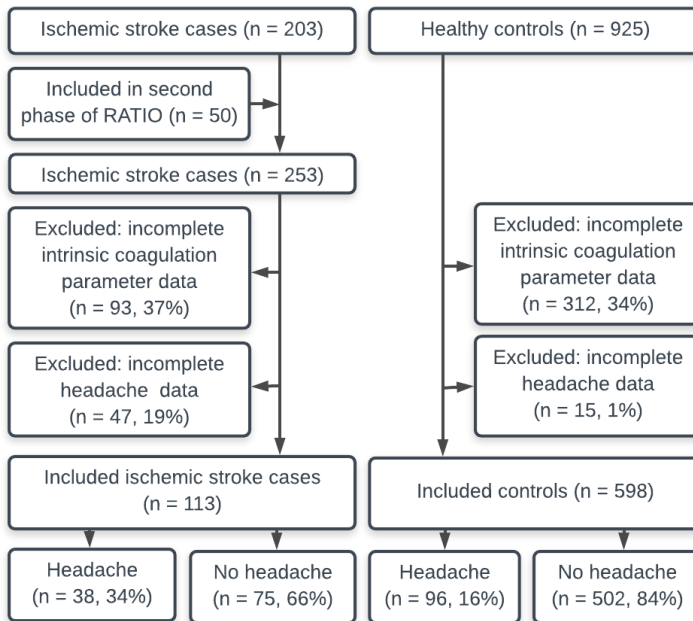 Ischemic stroke cases (n = 203)
Included in second
phase of RATIO (n = 50)
Ischemic stroke cases (n = 253)
Excluded: incomplete
intrinsic coagulation
parameter data
(n = 93, 37%)
Excluded: incomplete
headache data
(n = 47, 19%)
Included ischemic stroke cases
(n = 113)
Headache
(n = 38, 34%)
No headache
(n = 75, 66%)
Healthy controls (n = 925)
Excluded: incomplete
intrinsic coagulation
parameter data
(n = 312, 34%)
Excluded: incomplete
headache data
(n = 15, 1%)
Included controls (n = 598)
Headache
(n = 96, 16%)
No headache
(n = 502, 84%)